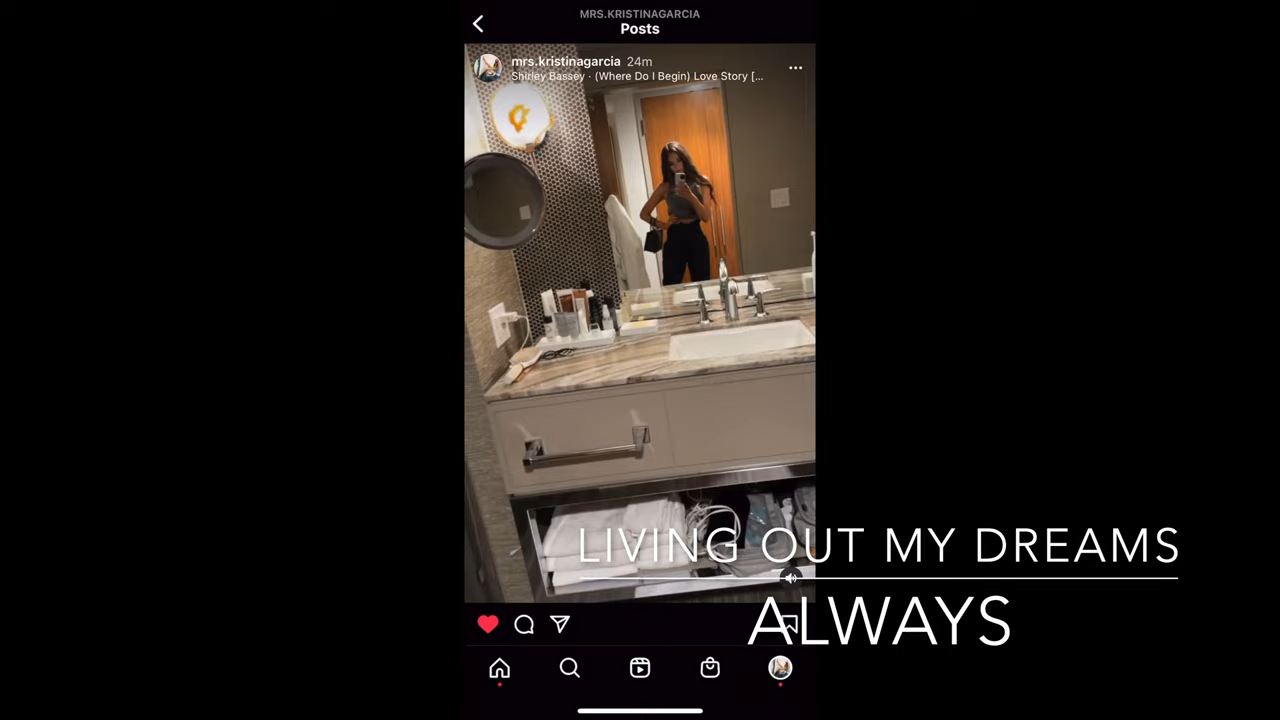 MRS.KRISTINAGARCIA
Posts
mrs.kristinagarcia 24m
Shirley Bassey · (Where Do I Begin) Love Story [...
LIVING OUT MY DREAMS
ALWAYS